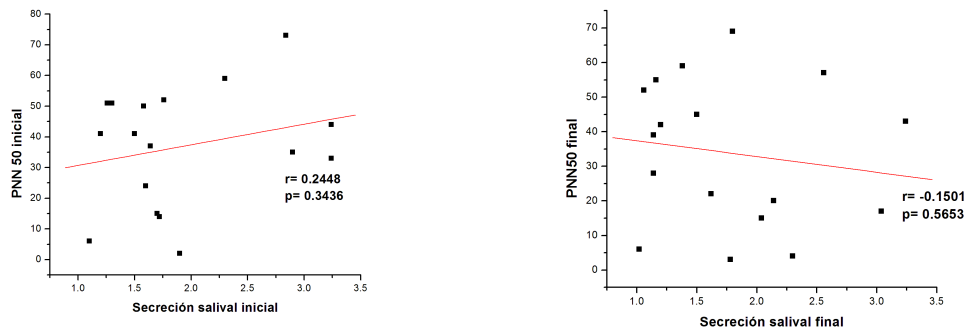 80
70
60
50
40
30
20
10
0
PNN 50 inicial
r= 0.2448
p= 0.3436
1.0 1.5 2.0 2.5 3.0 3.5
Secreción salival inicial
70
60
50
40
30
20
10
0
PNN50 final
r= -0.1501
p= 0.5653
1.0 1.5 2.0 2.5 3.0 3.5
Secreción salival final